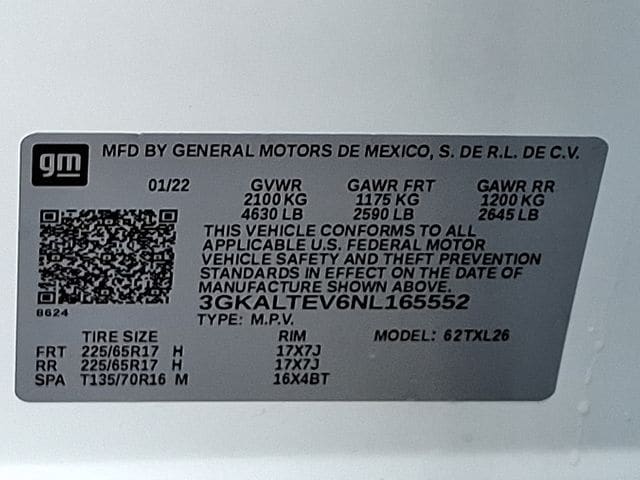 gm MFD BY GENERAL MOTORS DE MEXICO, S. DE R.L. DE C.V.
01/22 GVWR GAWR FRT GAWR RR
2100 KG 1175 KG 1200 KG
4630 LB 2590 LB 2645 LB
THIS VEHICLE CONFORMS TO ALL
APPLICABLE U.S. FEDERAL MOTOR
VEHICLE SAFETY AND THEFT PREVENTION
STANDARDS IN EFFECT ON THE DATE OF
MANUFACTURE SHOWN ABOVE.
3GKALTEV6NL165552
8624
TYPE: M.P.V.
TIRE SIZE RIM MODEL: 62TXL26
FRT 225/65R17 H 17X7J
RR 225/65R17 H 17X7J
SPA T135/70R16 M 16X4BT